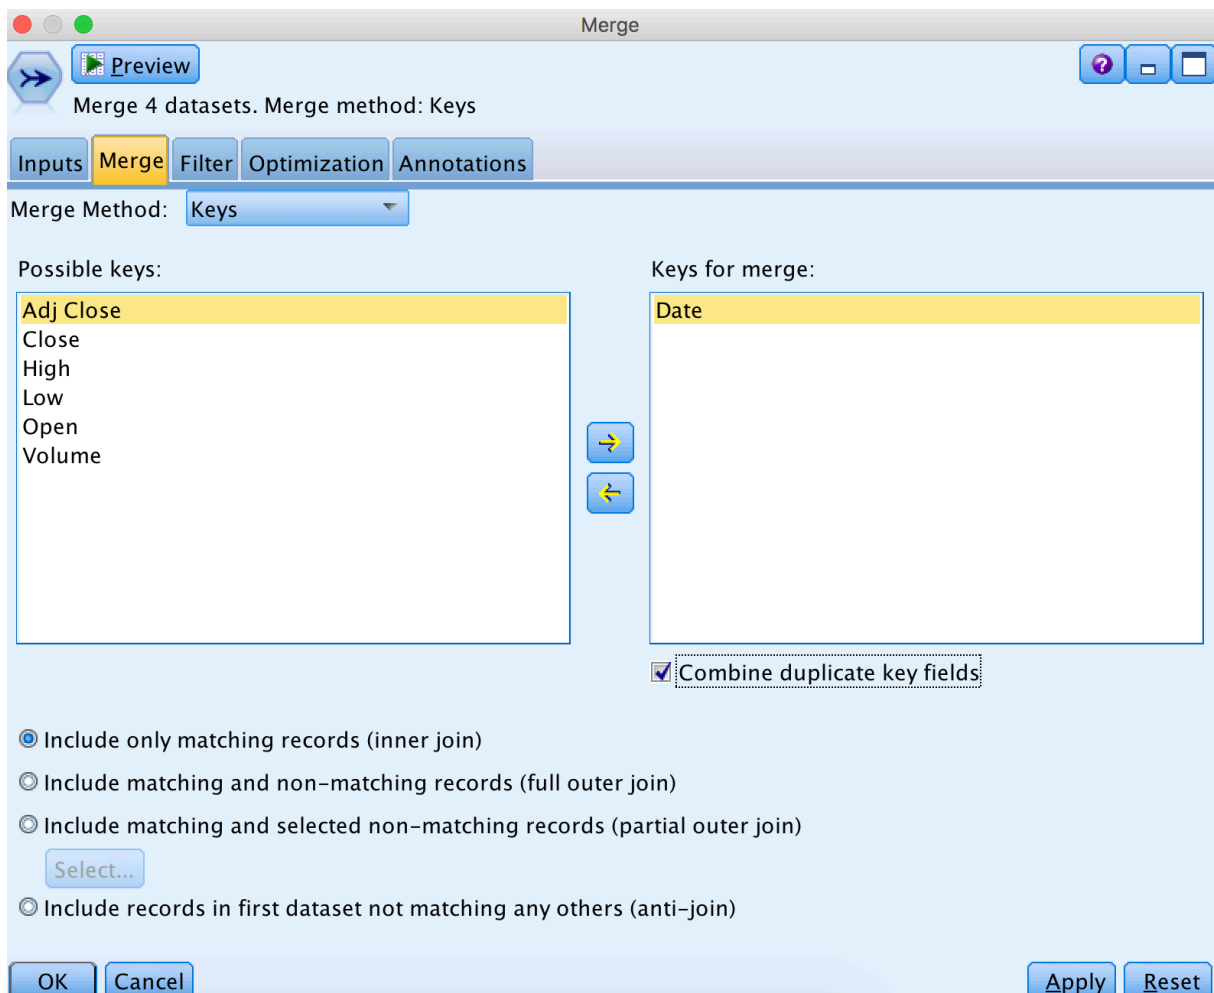 Merge
Preview
Merge 4 datasets. Merge method: Keys
Inputs Merge Filter Optimization Annotations
Merge Method: Keys
Possible keys: Keys for merge:
Adj Close Date
Close
High
Low
Open
Volume
Combine duplicate key fields
Include only matching records (inner join)
Include matching and non-matching records (full outer join)
Include matching and selected non-matching records (partial outer join)
Select...
Include records in first dataset not matching any others (anti-join)
OK Cancel Apply Reset